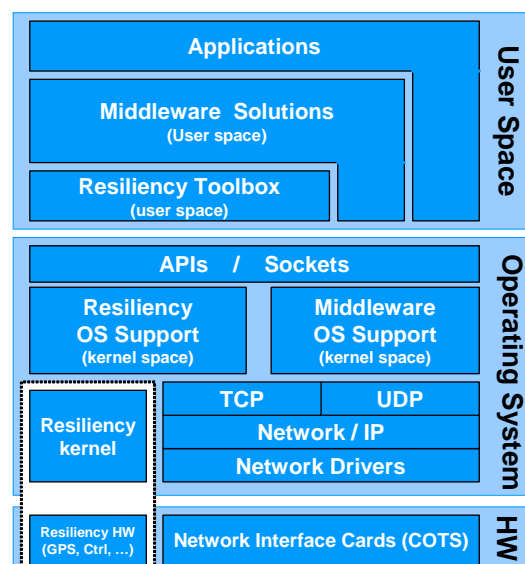 Applications
Middleware Solutions
(User space)
Resiliency Toolbox
(user space)
User Space
APIs / Sockets
Resiliency
OS Support
(kernel space)
Middleware
OS Support
(kernel space)
Resiliency
kernel
TCP
UDP
Network / IP
Network Drivers
Operating System
Resiliency HW
(GPS, Ctrl, ...)
Network Interface Cards (COTS)
HW